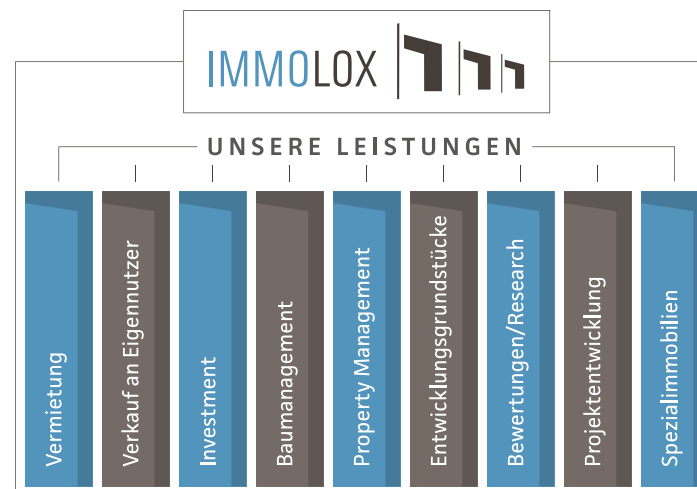 IMMOLOX
UNSERE LEISTUNGEN
Vermietung
Verkauf an Eigennutzer
Investment
Baumanagement
Property Management
Entwicklungsgrundstücke
Bewertungen/Research
Projektentwicklung
Spezialimmobilien